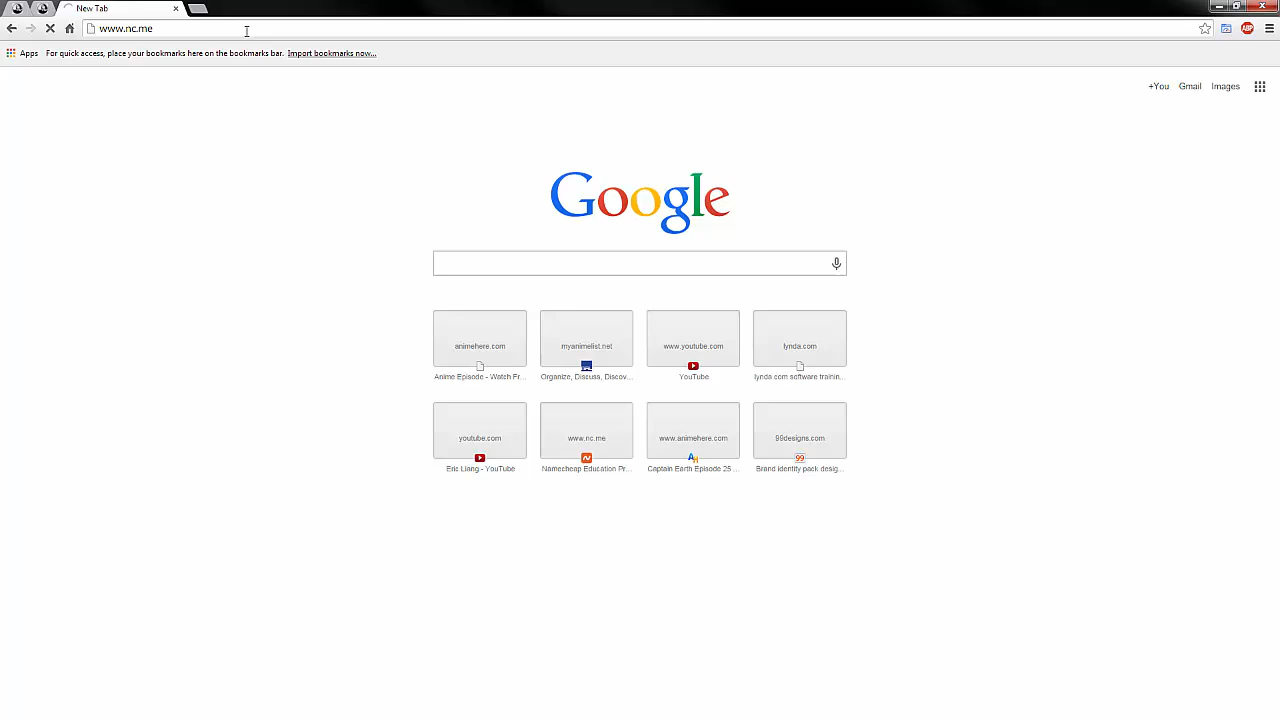 New Tab
www.nc.me
Apps For quick access, place your bookmarks here on the bookmarks bar. Import bookmarks now...
ABP
+You Gmail Images
Google
animehere.com myanimelist.net www.youtube.com lynda.com
Anime Episode - Watch Fr... Organize, Discuss, Discov... YouTube lynda com software trainin...
youtube.com www.nc.me www.animehere.com 99designs.com
99
Eric Liang - YouTube Namecheap Education Pr... Captain Earth Episode 25 ... Brand identity pack desig...